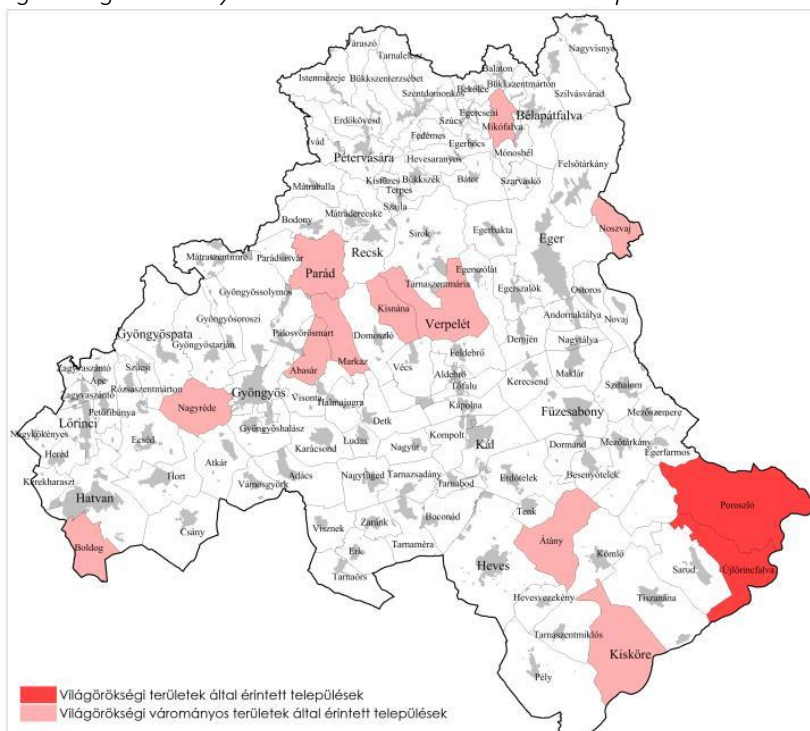 Nagyvisnyó
Váraszó
Tarnalelesz
Balaton
Istenmezeje
Bükkszenterzsébet
Bükkszentmárton
Bekölce
Szilvásvárad
Szentdomonkos
Egercsehi
Bélapátfalva
Erdőkövesd
Szúcs
Mikófalva
Fedémes
Ivád
Egerbocs
Mónosbél
Pétervására
Hevesaranyos
Felsőtárkány
Kisfüzes
Bükkszék
Bátor
Szarvaskő
Mátraballa
Terpes
Szajla
Mátraderecske
Bodony
Sirok
Egerbakta
Noszvaj
Eger
Recsk
Mátraszentimre
Parádsasvár
Parád
Egerszólát
Tarnaszentmária
Gyöngyössolymos
Egerszalók
Ostoros
Kisnána
Gyöngyösoroszi
Andornaktálya
Novaj
Verpelét
Pálosvörösmart
Gyöngyöspata
Domoszló
Demjén
Nagytálya
Gyöngyöstarján
Markaz
Feldebrő
Zagyvaszántó
Szűcsi
Abasár
Vécs
Maklár
Apc
Aldebrő
Kerecsend
Szihalom
Rózsaszentmárton
Gyöngyös
Tófalu
Zagyvaszántó
Visonta
Halmajugra
Petőfibánya
Nagyréde
Kápolna
Füzesabony
Mezőszemere
Lőrinci
Detk
Gyöngyöshalász
Kompolt
Nagykökényes
Ecséd
Ludas
Kál
Dormánd
Mezőtárkány
Karácsond
Nagyút
Egerfarmos
Heréd
Atkár
Kerekharaszt
Hort
Adács
Nagyfüged
Tarnazsadány
Erdőtelek
Besenyőtelek
Vámosgyörk
Tarnabod
Hatvan
Poroszló
Boconád
Tenk
Csány
Zaránk
Visznek
Átány
Boldog
Tarnaméra
Kömlő
Erk
Heves
Sarud
Újlőrincfalva
Tarnaörs
Hevesvezekény
Tiszanána
Tarnaszentmiklós
Kisköre
Pély
Világörökségi területek által érintett települések
Világörökségi várományos területek által érintett települések